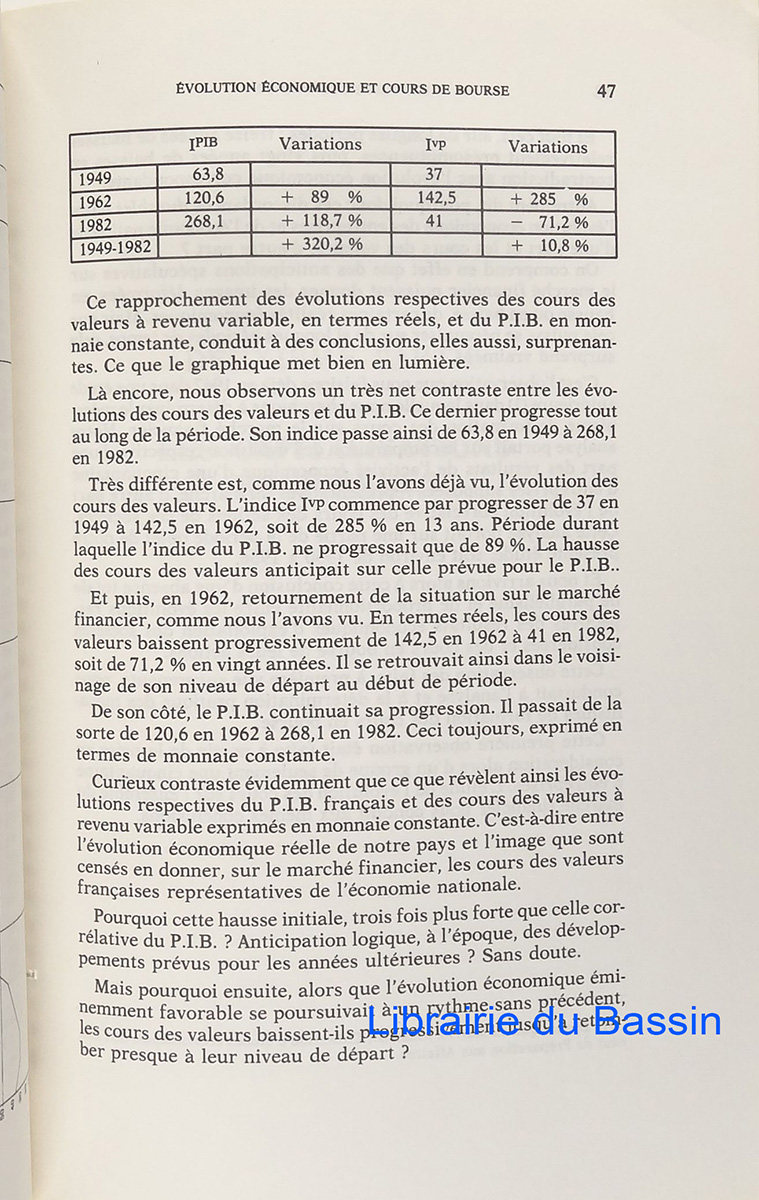 ÉVOLUTION ÉCONOMIQUE ET COURS DE BOURSE 47
IPIB Variations Ivp Variations
1949 63,8 37
1962 120,6 + 89 % 142,5 + 285 %
1982 268,1 + 118,7 % 41 − 71,2 %
1949-1982 + 320,2 % + 10,8 %
Ce rapprochement des évolutions respectives des cours des
valeurs à revenu variable, en termes réels, et du P.I.B. en mon-
naie constante, conduit à des conclusions, elles aussi, surprenan-
tes. Ce que le graphique met bien en lumière.
Là encore, nous observons un très net contraste entre les évo-
lutions des cours des valeurs et du P.I.B. Ce dernier progresse tout
au long de la période. Son indice passe ainsi de 63,8 en 1949 à 268,1
en 1982.
Très différente est, comme nous l'avons déjà vu, l'évolution des
cours des valeurs. L'indice Ivp commence par progresser de 37 en
1949 à 142,5 en 1962, soit de 285 % en 13 ans. Période durant
laquelle l'indice du P.I.B. ne progressait que de 89 %. La hausse
des cours des valeurs anticipait sur celle prévue pour le P.I.B..
Et puis, en 1962, retournement de la situation sur le marché
financier, comme nous l'avons vu. En termes réels, les cours des
valeurs baissent progressivement de 142,5 en 1962 à 41 en 1982,
soit de 71,2 % en vingt années. Il se retrouvait ainsi dans le voisi-
nage de son niveau de départ au début de période.
De son côté, le P.I.B. continuait sa progression. Il passait de la
sorte de 120,6 en 1962 à 268,1 en 1982. Ceci toujours, exprimé en
termes de monnaie constante.
Curieux contraste évidemment que ce que révèlent ainsi les évo-
lutions respectives du P.I.B. français et des cours des valeurs à
revenu variable exprimés en monnaie constante. C'est-à-dire entre
l'évolution économique réelle de notre pays et l'image que sont
censés en donner, sur le marché financier, les cours des valeurs
françaises représentatives de l'économie nationale.
Pourquoi cette hausse initiale, trois fois plus forte que celle cor-
rélative du P.I.B. ? Anticipation logique, à l'époque, des dévelop-
pements prévus pour les années ultérieures ? Sans doute.
Mais pourquoi ensuite, alors que l'évolution économique émi-
nemment favorable se poursuivait à un rythme sans précédent,
les cours des valeurs baissent-ils progressivement jusqu'à retom-
ber presque à leur niveau de départ ?
Librairie du Bassin